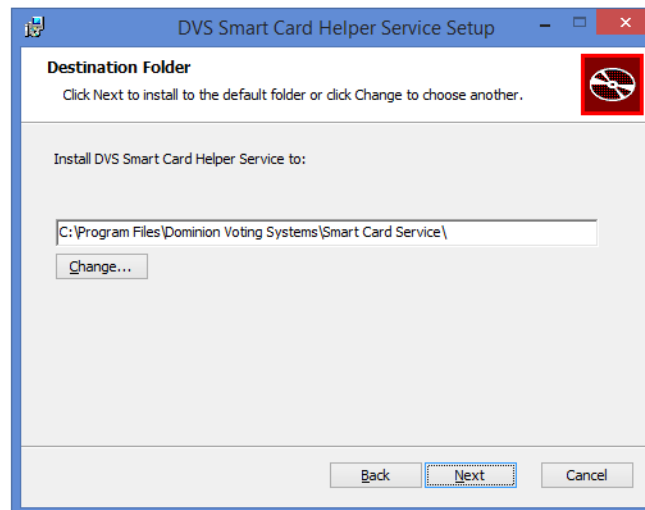 DVS Smart Card Helper Service Setup
Destination Folder
Click Next to install to the default folder or click Change to choose another.
Install DVS Smart Card Helper Service to:
C:\Program Files\Dominion Voting Systems\Smart Card Service\
Change...
Back Next Cancel